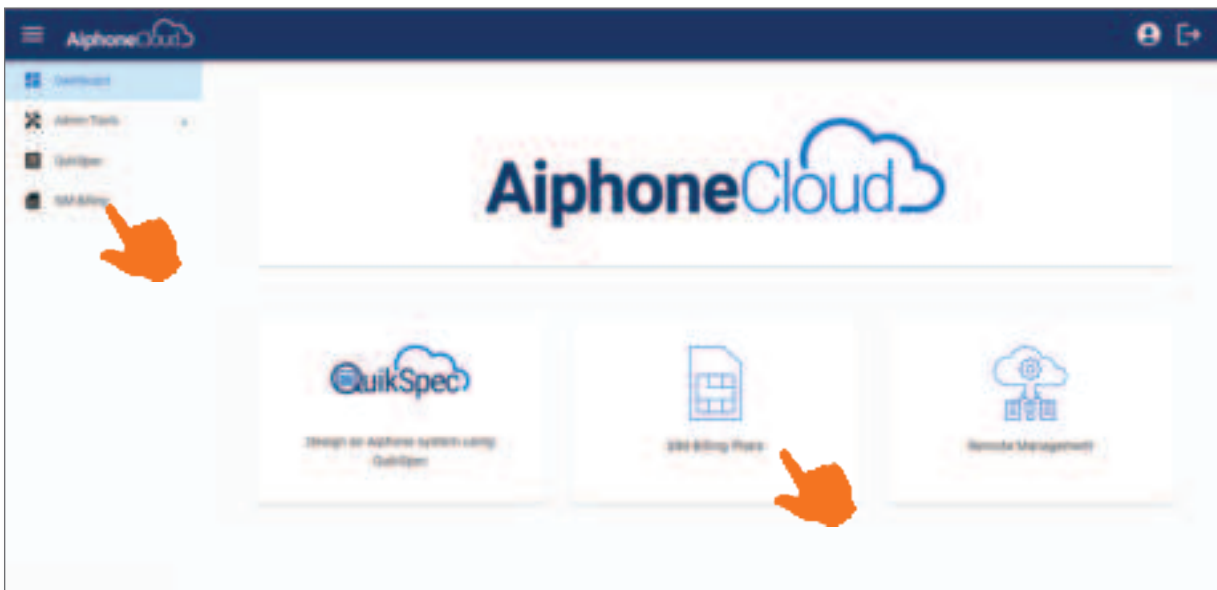 AiphoneCloud
Dashboard
Admin Tools
QuikSpec
SIM Billing
AiphoneCloud
QuikSpec
Design an Aiphone system using
QuikSpec
SIM Billing Plans
Remote Management